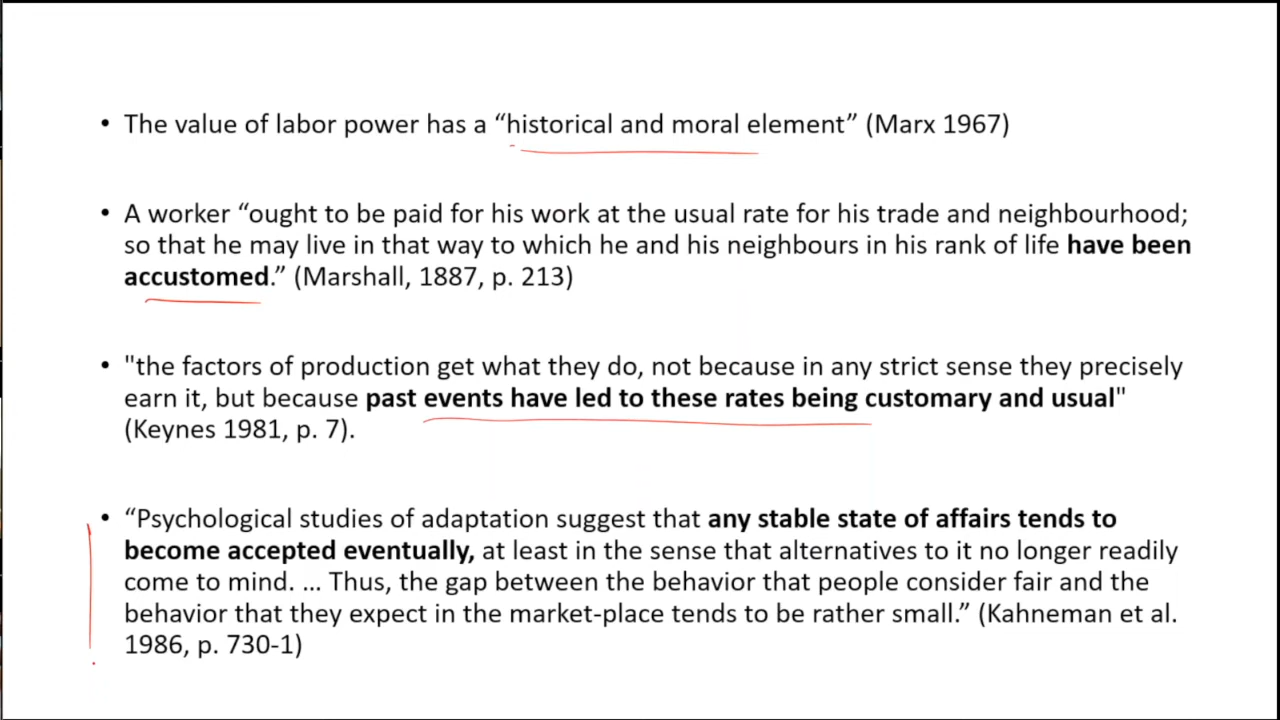 • The value of labor power has a “historical and moral element” (Marx 1967)
• A worker “ought to be paid for his work at the usual rate for his trade and neighbourhood;
so that he may live in that way to which he and his neighbours in his rank of life have been
accustomed.” (Marshall, 1887, p. 213)
• "the factors of production get what they do, not because in any strict sense they precisely
earn it, but because past events have led to these rates being customary and usual"
(Keynes 1981, p. 7).
• “Psychological studies of adaptation suggest that any stable state of affairs tends to
become accepted eventually, at least in the sense that alternatives to it no longer readily
come to mind. … Thus, the gap between the behavior that people consider fair and the
behavior that they expect in the market-place tends to be rather small.” (Kahneman et al.
1986, p. 730-1)